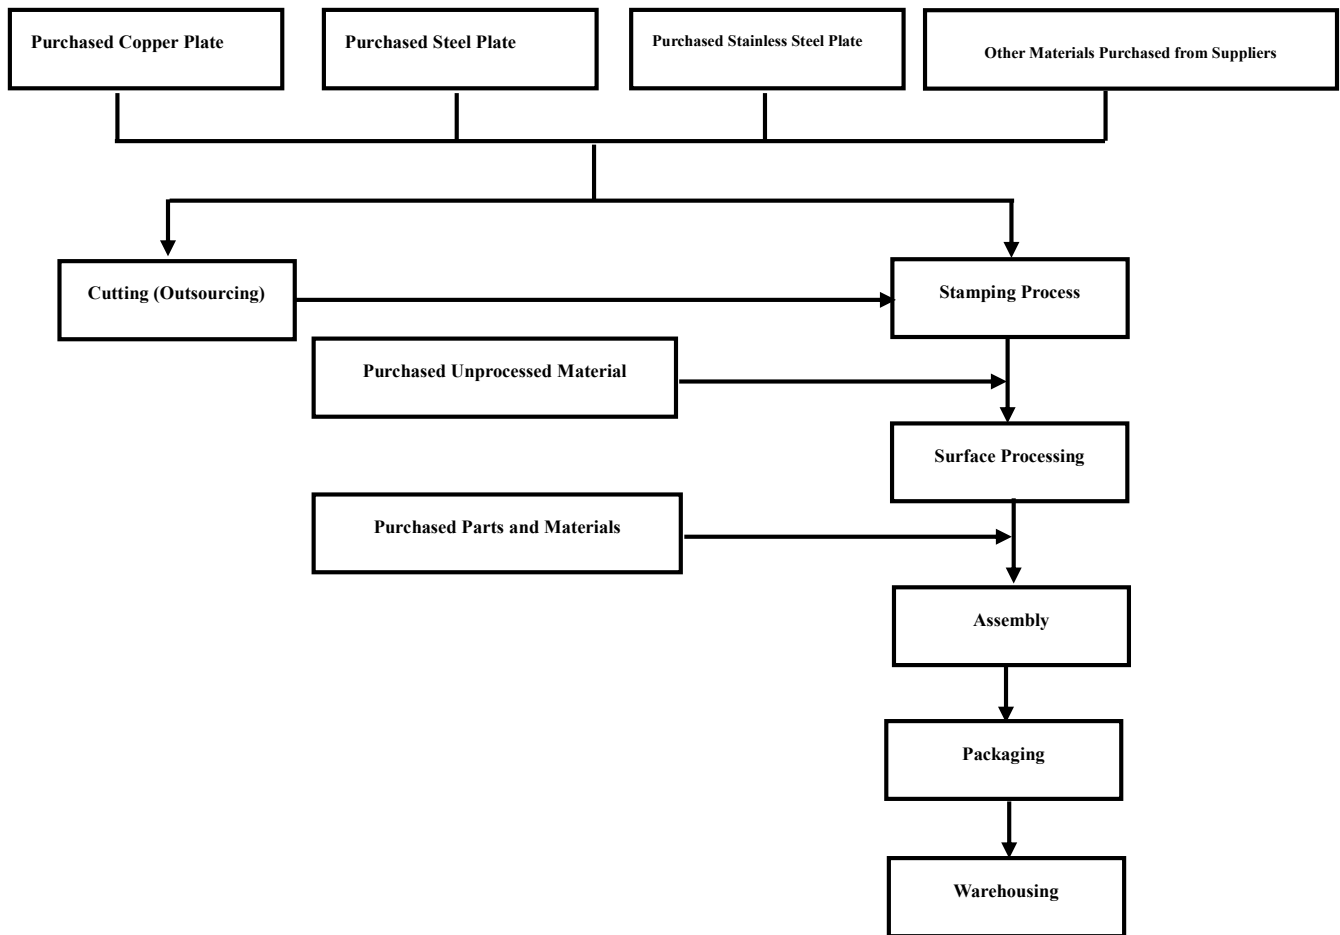 Purchased Copper Plate
Purchased Steel Plate
Purchased Stainless Steel Plate
Other Materials Purchased from Suppliers
Cutting (Outsourcing)
Stamping Process
Purchased Unprocessed Material
Surface Processing
Purchased Parts and Materials
Assembly
Packaging
Warehousing